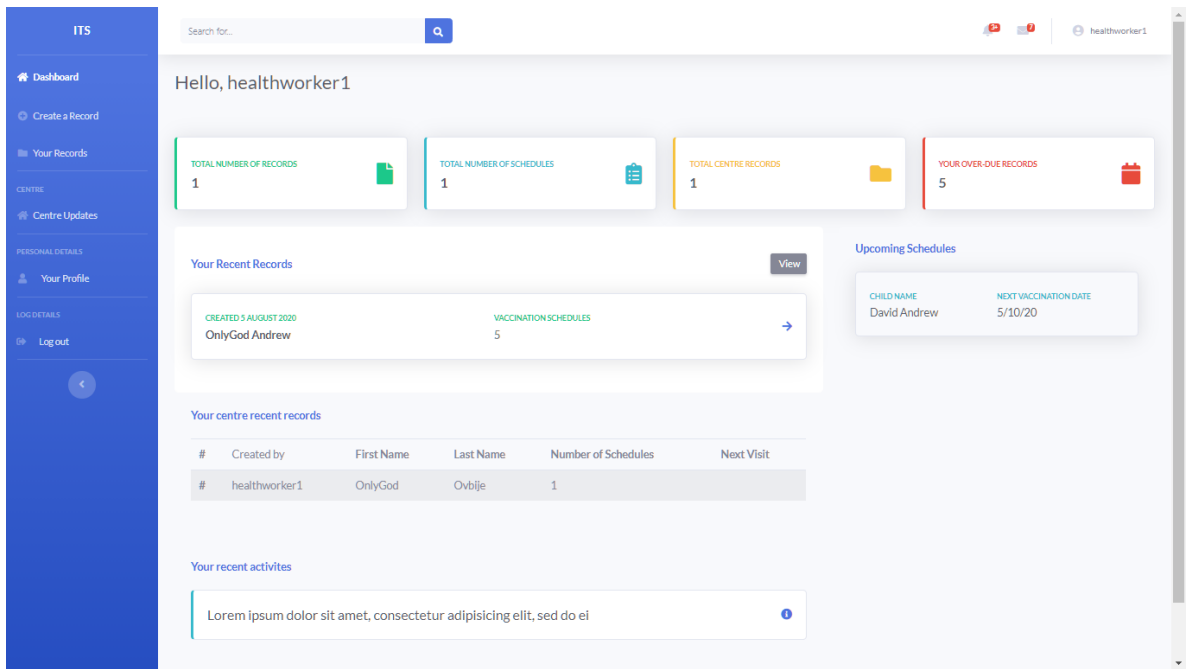 ITS
Search for...
3+
7
healthworker1
Dashboard
Create a Record
Your Records
CENTRE
Centre Updates
PERSONAL DETAILS
Your Profile
LOG DETAILS
Log out
Hello, healthworker1
TOTAL NUMBER OF RECORDS
1
TOTAL NUMBER OF SCHEDULES
1
TOTAL CENTRE RECORDS
1
YOUR OVER-DUE RECORDS
5
Your Recent Records
View
CREATED 5 AUGUST 2020
OnlyGod Andrew
VACCINATION SCHEDULES
5
Upcoming Schedules
CHILD NAME
David Andrew
NEXT VACCINATION DATE
5/10/20
Your centre recent records
# Created by First Name Last Name Number of Schedules Next Visit
# healthworker1 OnlyGod Ovbije 1
Your recent activites
Lorem ipsum dolor sit amet, consectetur adipisicing elit, sed do ei